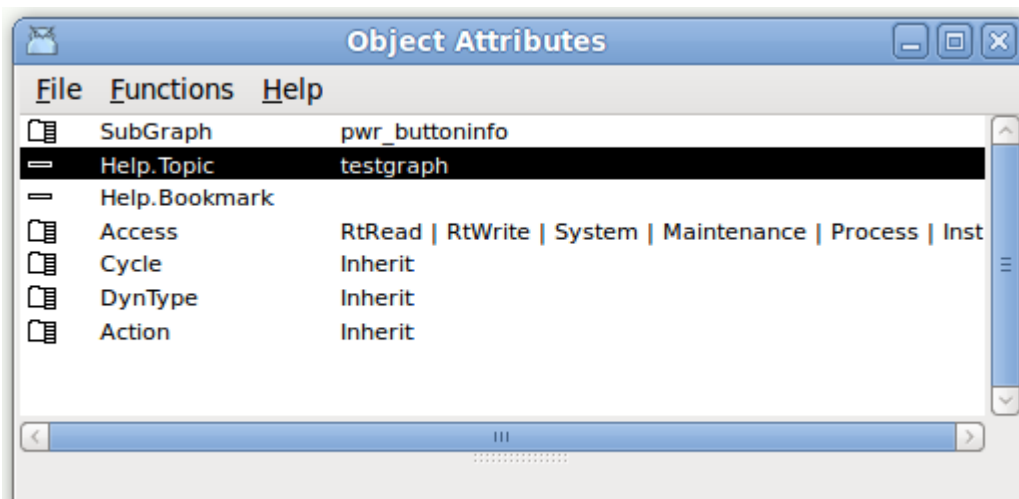 Object Attributes
File Functions Help
SubGraph pwr_buttoninfo
Help.Topic testgraph
Help.Bookmark
Access RtRead | RtWrite | System | Maintenance | Process | Inst
Cycle Inherit
DynType Inherit
Action Inherit